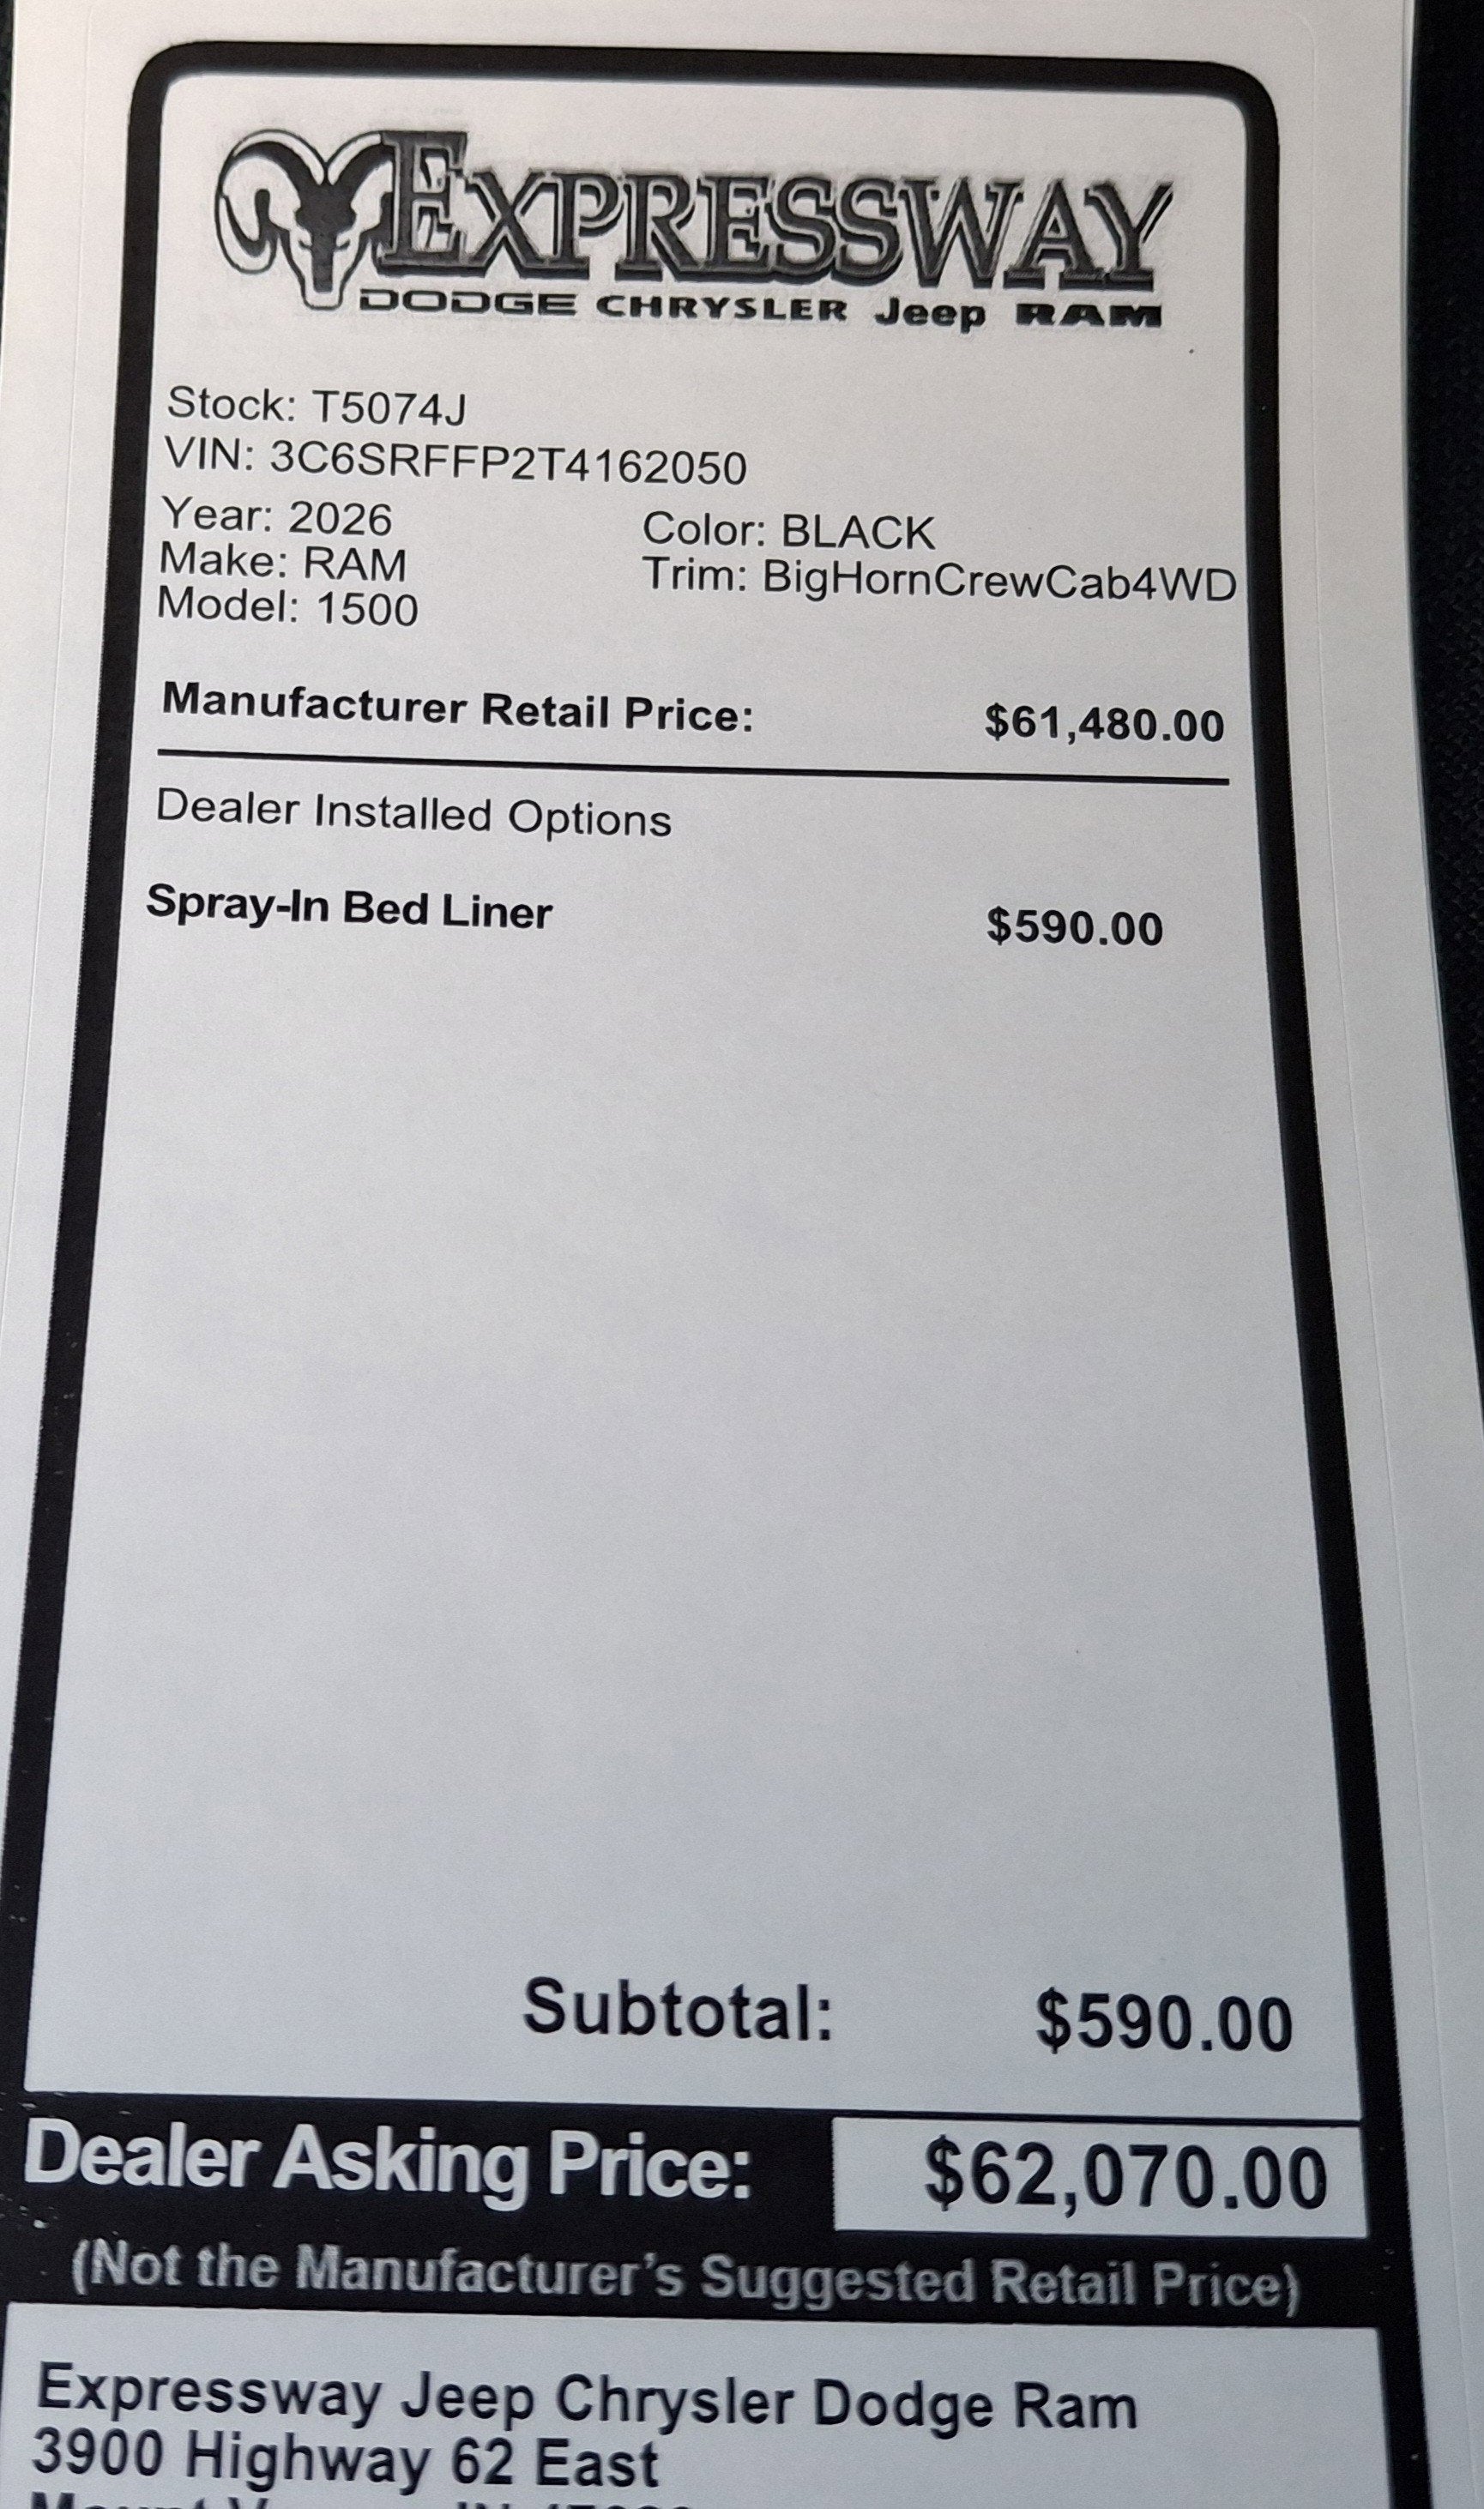 EXPRESSWAY
DODGE CHRYSLER Jeep RAM
Stock: T5074J
VIN: 3C6SRFFP2T4162050
Year: 2026
Color: BLACK
Make: RAM
Trim: BigHornCrewCab4WD
Model: 1500
Manufacturer Retail Price: $61,480.00
Dealer Installed Options
Spray-In Bed Liner $590.00
Subtotal: $590.00
Dealer Asking Price: $62,070.00
(Not the Manufacturer's Suggested Retail Price)
Expressway Jeep Chrysler Dodge Ram
3900 Highway 62 East
Mount